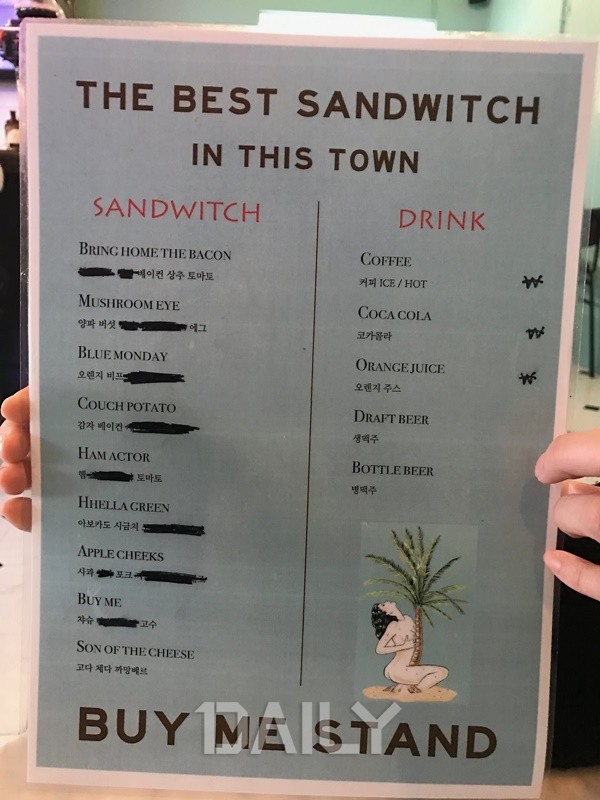 THE BEST SANDWITCH
IN THIS TOWN
SANDWITCH
BRING HOME THE BACON
베이컨 상추 토마토
MUSHROOM EYE
양파 버섯 에그
BLUE MONDAY
오렌지 비프
COUCH POTATO
감자 베이컨
HAM ACTOR
햄 토마토
HHELLA GREEN
아보카도 시금치
APPLE CHEEKS
사과 포크
BUY ME
챠슈 고수
SON OF THE CHEESE
고다 체다 까망베르
DRINK
COFFEE
커피 ICE / HOT
₩
COCA COLA
코카콜라
₩
ORANGE JUICE
오렌지 주스
₩
DRAFT BEER
생맥주
BOTTLE BEER
병맥주
BUY ME STAND
1DAILY